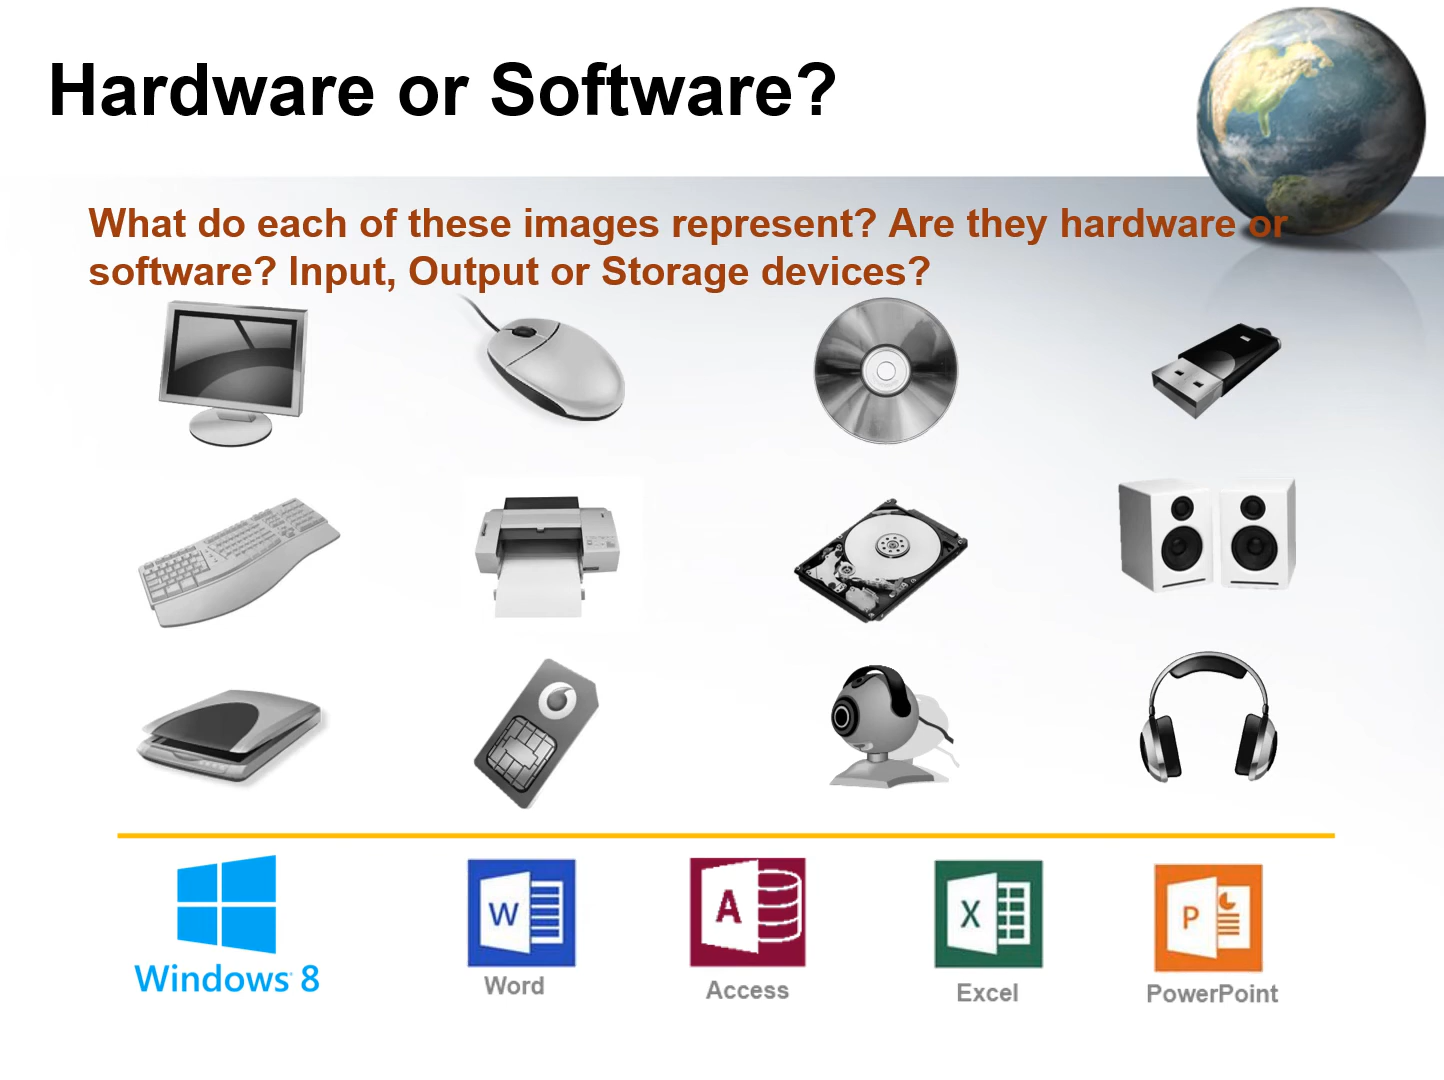 Hardware or Software?
What do each of these images represent? Are they hardware or
software? Input, Output or Storage devices?
Windows 8
W
A
X
P
Word
Access
Excel
PowerPoint